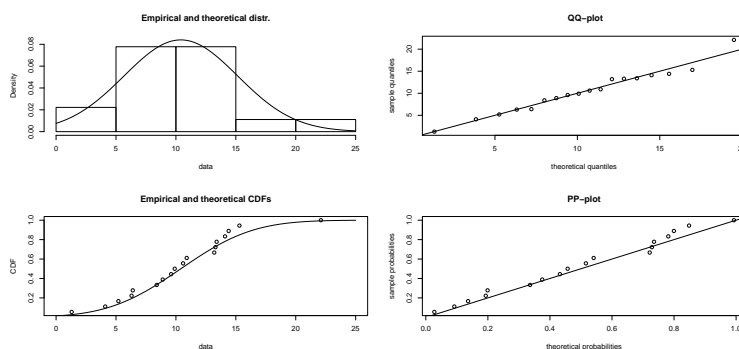 Empirical and theoretical distr.
Density
0.00 0.02 0.04 0.06 0.08
0 5 10 15 20 25
data
QQ−plot
sample quantiles
5 10 15 20
5 10 15 20
theoretical quantiles
Empirical and theoretical CDFs
CDF
0.2 0.4 0.6 0.8 1.0
0 5 10 15 20 25
data
PP−plot
sample probabilities
0.2 0.4 0.6 0.8 1.0
0.0 0.2 0.4 0.6 0.8 1.0
theoretical probabilities